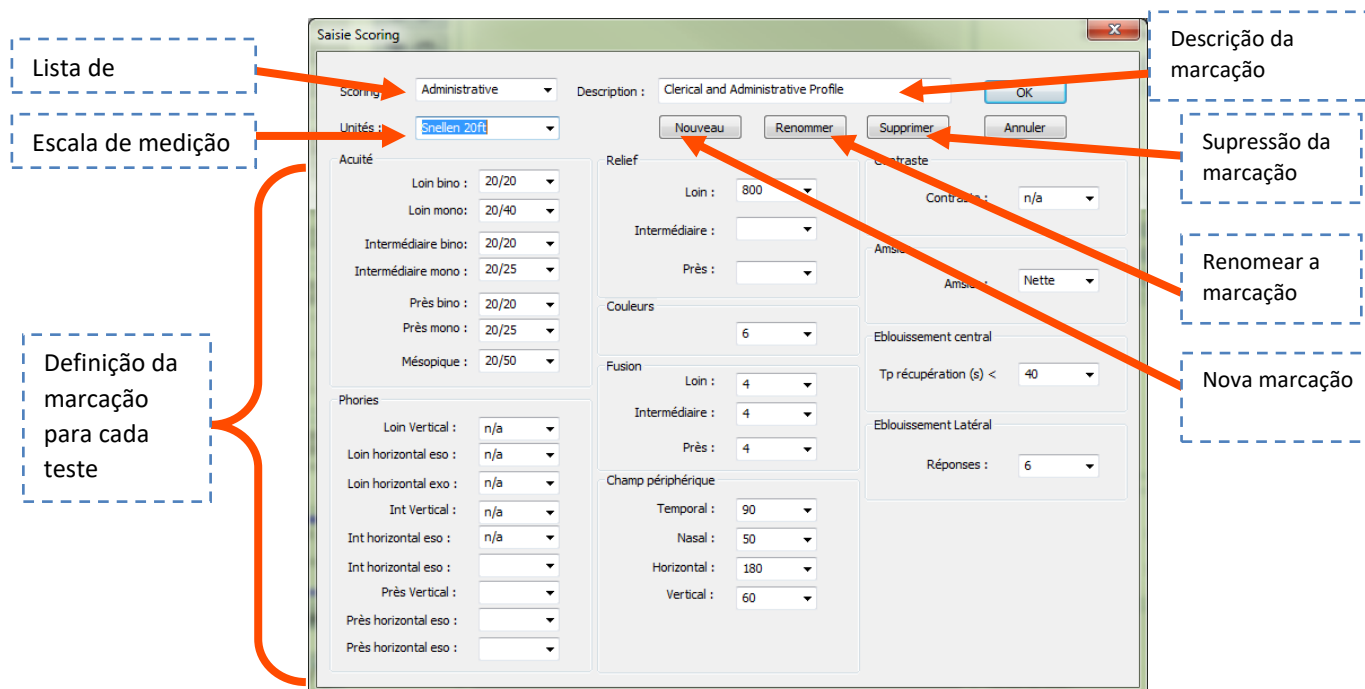 Saisie Scoring
Lista de
Scoring
Administrative
Description :
Clerical and Administrative Profile
OK
Descrição da
marcação
Escala de medição
Unités :
Snellen 20ft
Nouveau
Renommer
Supprimer
Annuler
Supressão da
marcação
Renomear a
marcação
Nova marcação
Definição da
marcação
para cada
teste
Acuité
Loin bino : 20/20
Loin mono: 20/40
Intermédiaire bino: 20/20
Intermédiaire mono : 20/25
Près bino : 20/20
Près mono : 20/25
Mésopique : 20/50
Phories
Loin Vertical : n/a
Loin horizontal eso : n/a
Loin horizontal exo : n/a
Int Vertical : n/a
Int horizontal eso : n/a
Int horizontal eso :
Près Vertical :
Près horizontal eso :
Près horizontal eso :
Relief
Loin : 800
Intermédiaire :
Près :
Couleurs
6
Fusion
Loin : 4
Intermédiaire : 4
Près : 4
Champ périphérique
Temporal : 90
Nasal : 50
Horizontal : 180
Vertical : 60
Contraste
n/a
Nette
Eblouissement central
Tp récupération (s) < 40
Eblouissement Latéral
Réponses : 6